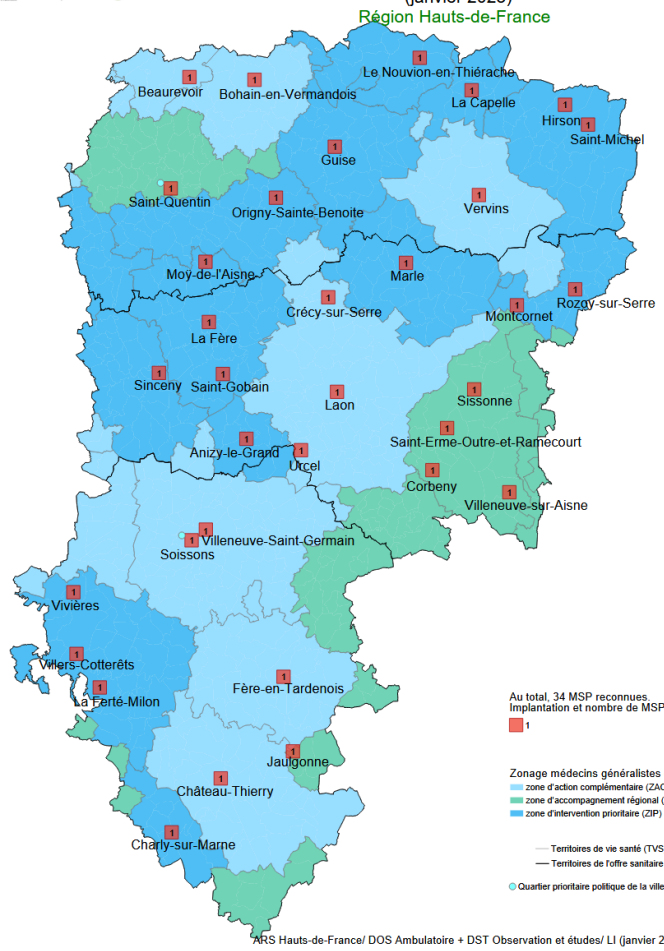 (janvier 2025)
Région Hauts-de-France
Le Nouvion-en-Thiérache
Beaurevoir
Bohain-en-Vermandois
La Capelle
Hirson
Saint-Michel
Guise
Saint-Quentin
Origny-Sainte-Benoite
Vervins
Moÿ-de-l'Aisne
Marle
Crécy-sur-Serre
Montcornet
Rozoy-sur-Serre
La Fère
Sinceny
Saint-Gobain
Laon
Sissonne
Anizy-le-Grand
Urcel
Saint-Erme-Outre-et-Ramecourt
Corbeny
Villeneuve-sur-Aisne
Villeneuve-Saint-Germain
Soissons
Vivières
Villers-Cotterêts
La Ferté-Milon
Fère-en-Tardenois
Au total, 34 MSP reconnues.
Implantation et nombre de MSP
1
Jaulgonne
Château-Thierry
Charly-sur-Marne
Zonage médecins généralistes
zone d'action complémentaire (ZAC
zone d'accompagnement régional (
zone d'intervention prioritaire (ZIP)
Territoires de vie santé (TVS
Territoires de l'offre sanitaire
Quartier prioritaire politique de la ville
ARS Hauts-de-France/ DOS Ambulatoire + DST Observation et études/ LI (janvier 2